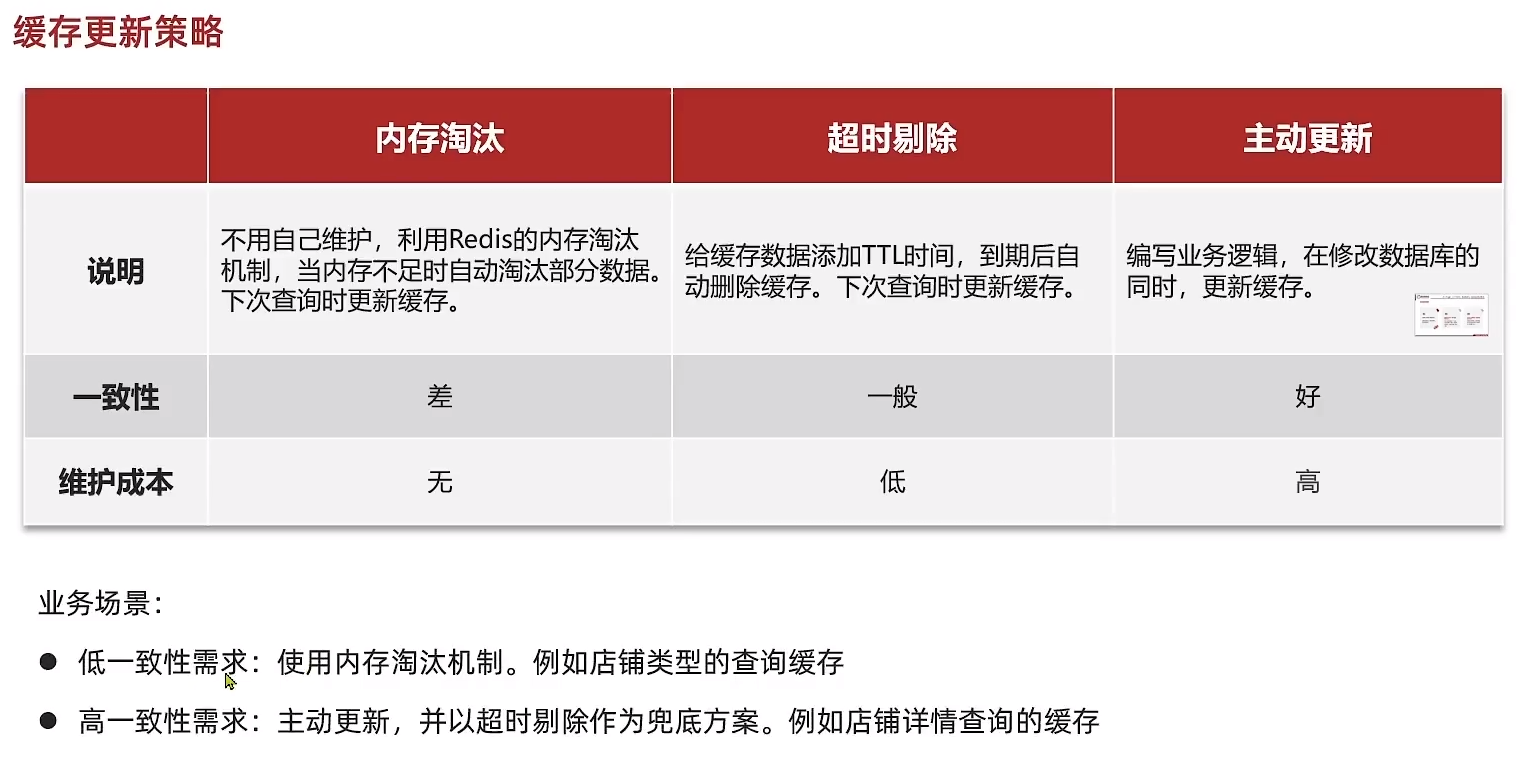 缓存更新策略
内存淘汰 超时剔除 主动更新
说明
不用自己维护，利用Redis的内存淘汰
机制，当内存不足时自动淘汰部分数据。
下次查询时更新缓存。
给缓存数据添加TTL时间，到期后自
动删除缓存。下次查询时更新缓存。
编写业务逻辑，在修改数据库的
同时，更新缓存。
一致性 差 一般 好
维护成本 无 低 高
业务场景：
● 低一致性需求：使用内存淘汰机制。例如店铺类型的查询缓存
● 高一致性需求：主动更新，并以超时剔除作为兜底方案。例如店铺详情查询的缓存